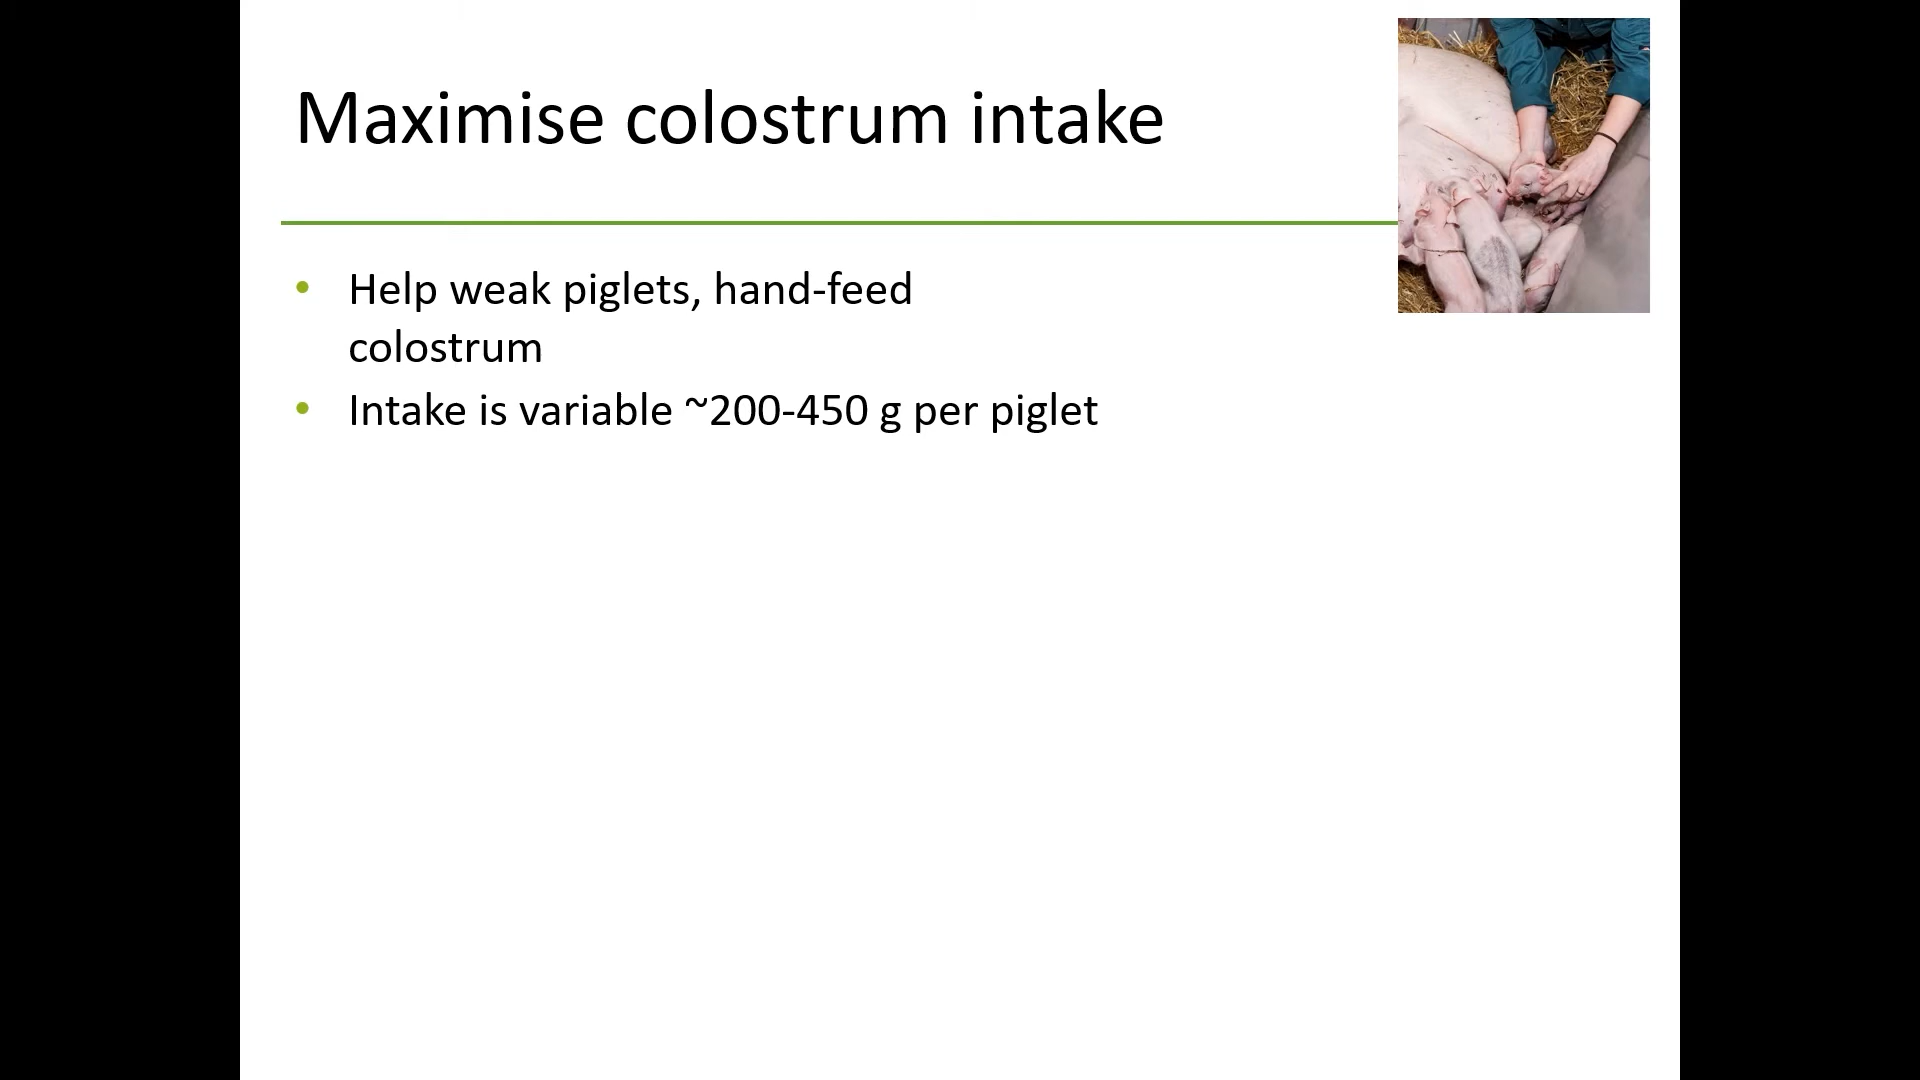 Maximise colostrum intake
• Help weak piglets, hand-feed
colostrum
• Intake is variable ~200-450 g per piglet